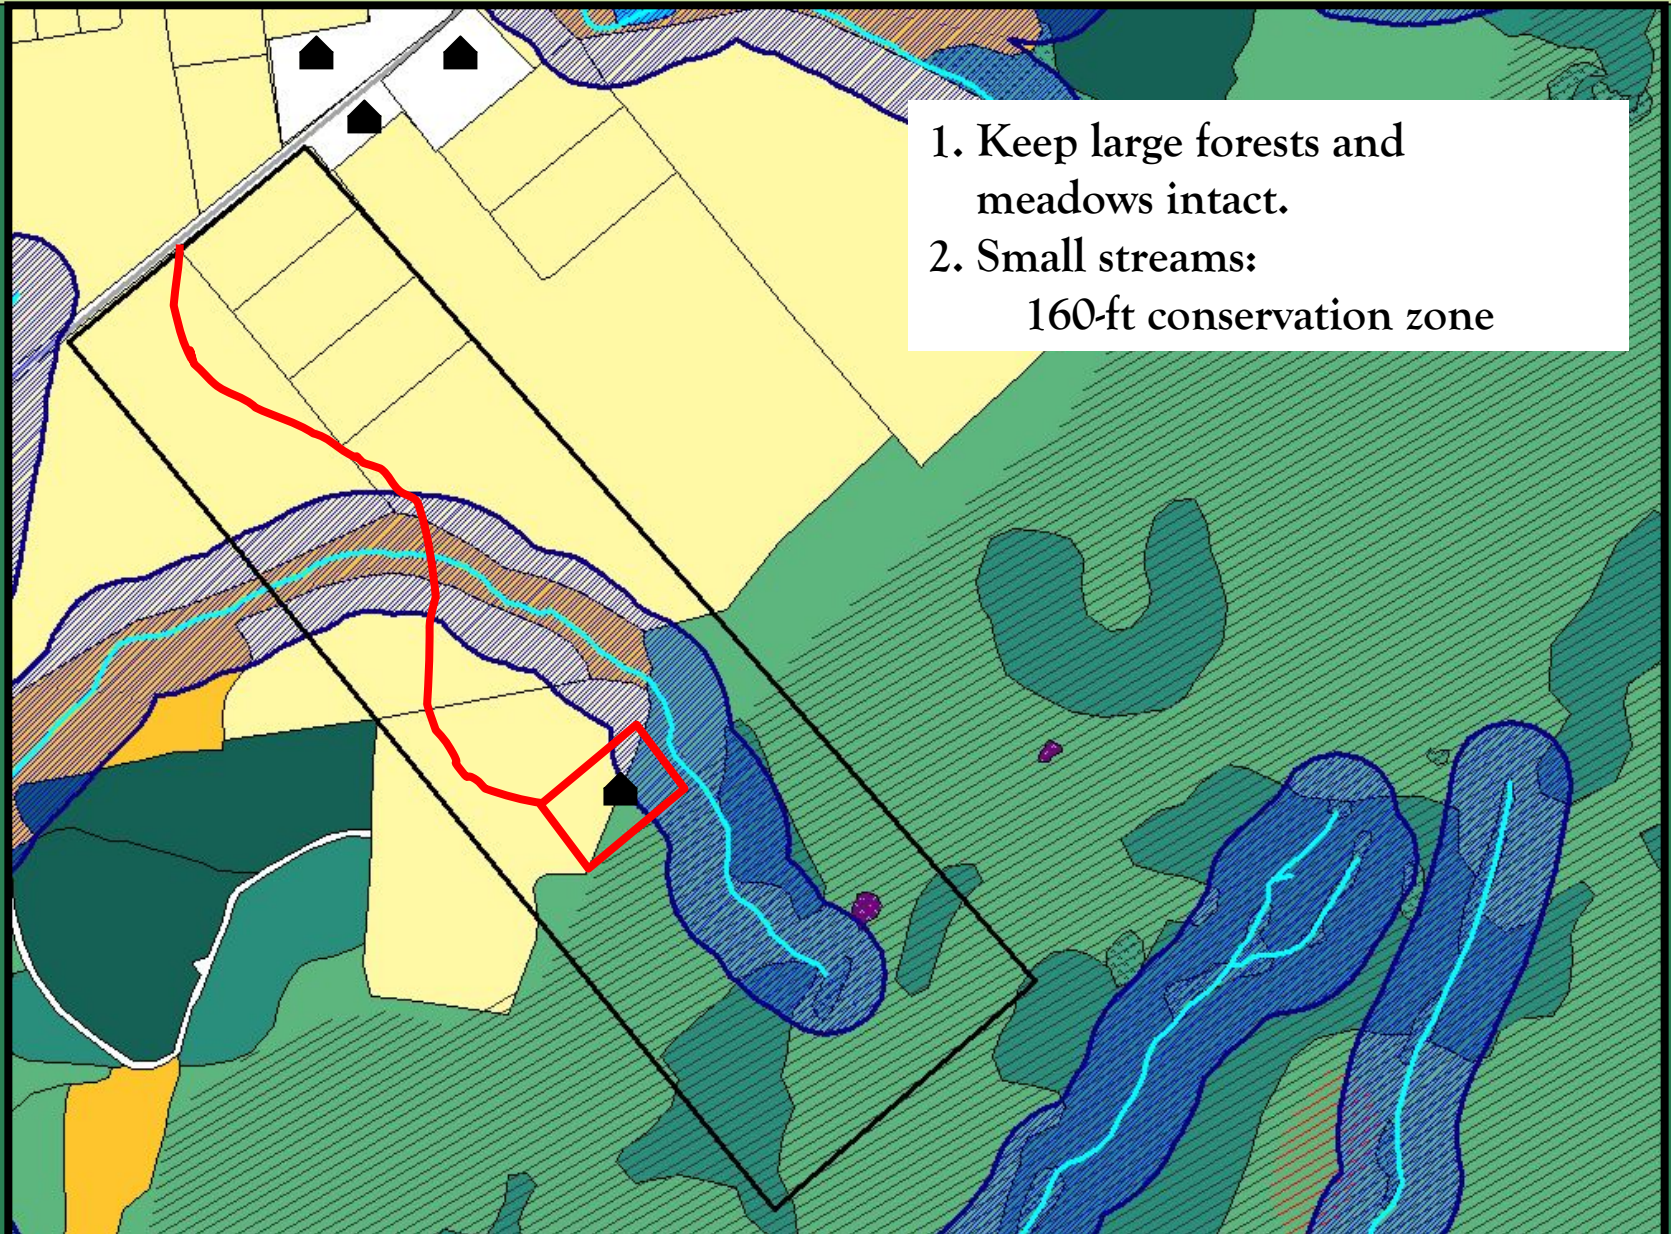 1. Keep large forests and
meadows intact.
2. Small streams:
160-ft conservation zone